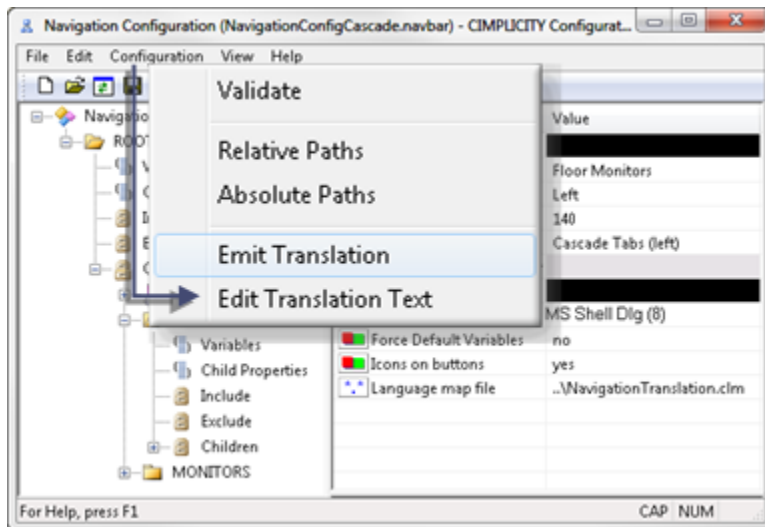 Navigation Configuration (NavigationConfigCascade.navbar) - CIMPLICITY Configurat...
File Edit Configuration View Help
Validate
Relative Paths
Absolute Paths
Emit Translation
Edit Translation Text
Value
Floor Monitors
Left
140
Cascade Tabs (left)
MS Shell Dlg (8)
Force Default Variables no
Icons on buttons yes
Language map file ..\NavigationTranslation.clm
Variables
Child Properties
Include
Exclude
Children
MONITORS
For Help, press F1 CAP NUM